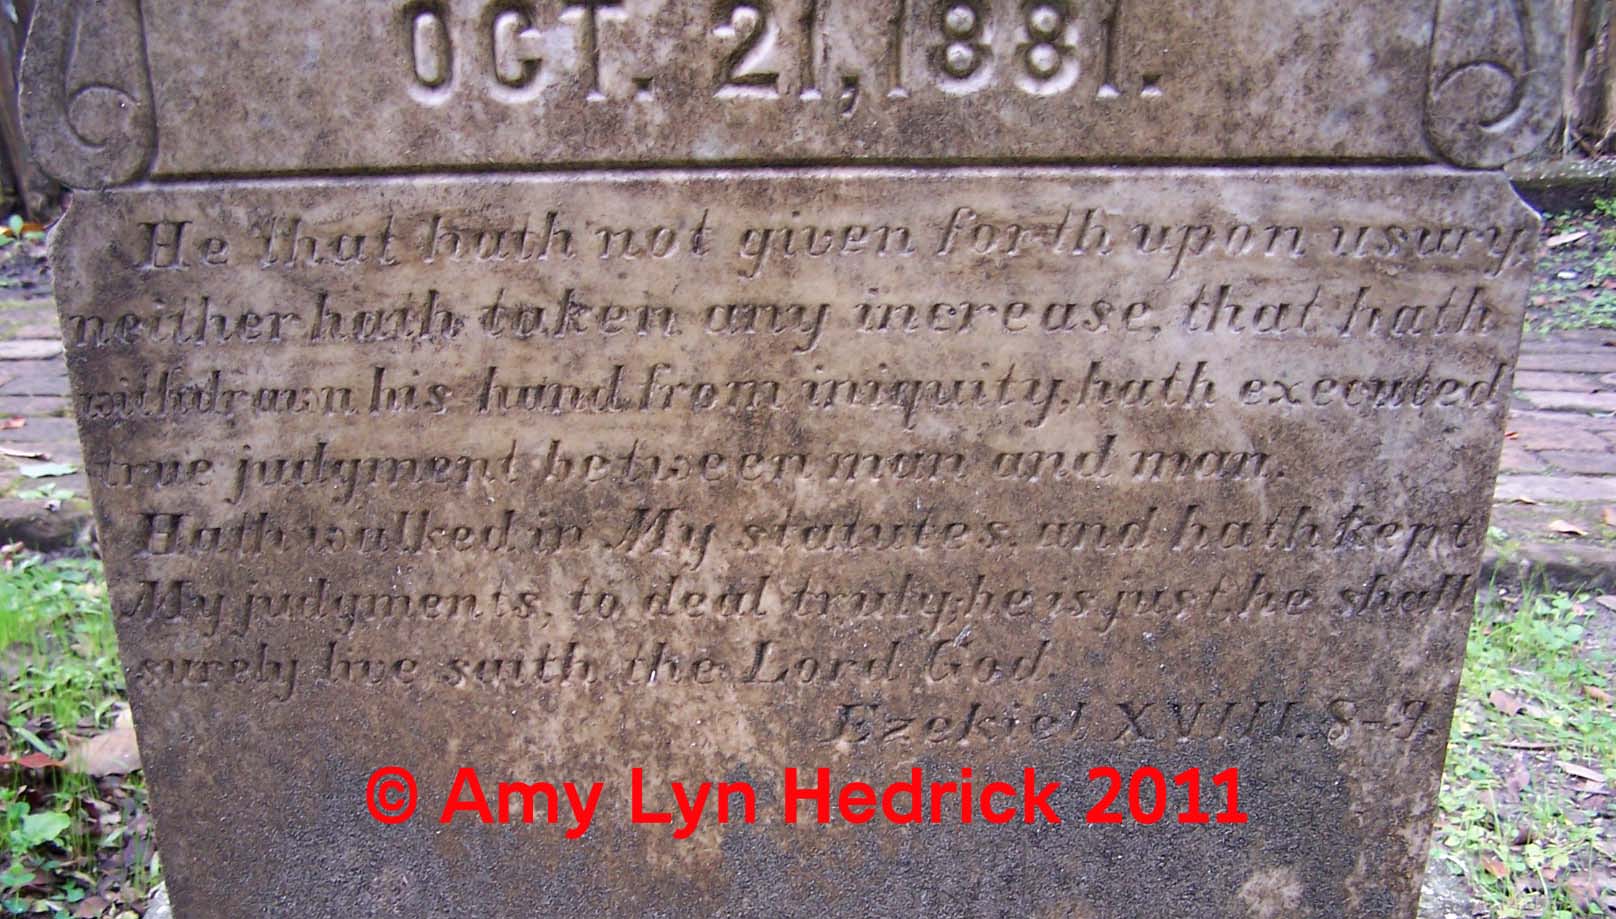 OCT. 21, 1881.
He that hath not given forth upon usury,
neither hath taken any increase, that hath
withdrawn his hand from iniquity, hath executed
true judgment between man and man.
Hath walked in My statutes, and hath kept
My judgments, to deal truly; he is just, he shall
surely live saith the Lord God.
Ezekiel XVIII. 8-9.
© Amy Lyn Hedrick 2011